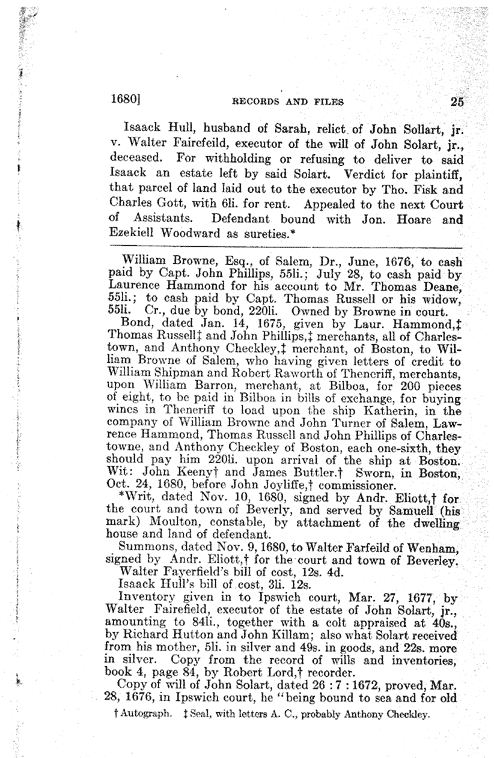 1680] RECORDS AND FILES 25
Isaack Hull, husband of Sarah, relict of John Sollart, jr.
v. Walter Fairefeild, executor of the will of John Solart, jr.,
deceased. For withholding or refusing to deliver to said
Isaack an estate left by said Solart. Verdict for plaintiff,
that parcel of land laid out to the executor by Tho. Fisk and
Charles Gott, with 6li. for rent. Appealed to the next Court
of Assistants. Defendant bound with Jon. Hoare and
Ezekiell Woodward as sureties.*
William Browne, Esq., of Salem, Dr., June, 1676, to cash
paid by Capt. John Phillips, 55li.; July 28, to cash paid by
Laurence Hammond for his account to Mr. Thomas Deane,
55li.; to cash paid by Capt. Thomas Russell or his widow,
55li. Cr., due by bond, 220li. Owned by Browne in court.
Bond, dated Jan. 14, 1675, given by Laur. Hammond,‡
Thomas Russell‡ and John Phillips,‡ merchants, all of Charles-
town, and Anthony Checkley,‡ merchant, of Boston, to Wil-
liam Browne of Salem, who having given letters of credit to
William Shipman and Robert Raworth of Theneriff, merchants,
upon William Barron, merchant, at Bilboa, for 200 pieces
of eight, to be paid in Bilboa in bills of exchange, for buying
wines in Theneriff to load upon the ship Katherin, in the
company of William Browne and John Turner of Salem, Law-
rence Hammond, Thomas Russell and John Phillips of Charles-
towne, and Anthony Checkley of Boston, each one-sixth, they
should pay him 220li. upon arrival of the ship at Boston.
Wit: John Keeny† and James Buttler.† Sworn, in Boston,
Oct. 24, 1680, before John Joyliffe,† commissioner.
*Writ, dated Nov. 10, 1680, signed by Andr. Eliott,† for
the court and town of Beverly, and served by Samuell (his
mark) Moulton, constable, by attachment of the dwelling
house and land of defendant.
Summons, dated Nov. 9, 1680, to Walter Farfeild of Wenham,
signed by Andr. Eliott,† for the court and town of Beverley.
Walter Fayerfield's bill of cost, 12s. 4d.
Isaack Hull's bill of cost, 3li. 12s.
Inventory given in to Ipswich court, Mar. 27, 1677, by
Walter Fairefield, executor of the estate of John Solart, jr.,
amounting to 84li., together with a colt appraised at 40s.,
by Richard Hutton and John Killam; also what Solart received
from his mother, 5li. in silver and 49s. in goods, and 22s. more
in silver. Copy from the record of wills and inventories,
book 4, page 84, by Robert Lord,† recorder.
Copy of will of John Solart, dated 26 : 7 : 1672, proved, Mar.
28, 1676, in Ipswich court, he "being bound to sea and for old
† Autograph. ‡ Seal, with letters A. C., probably Anthony Checkley.